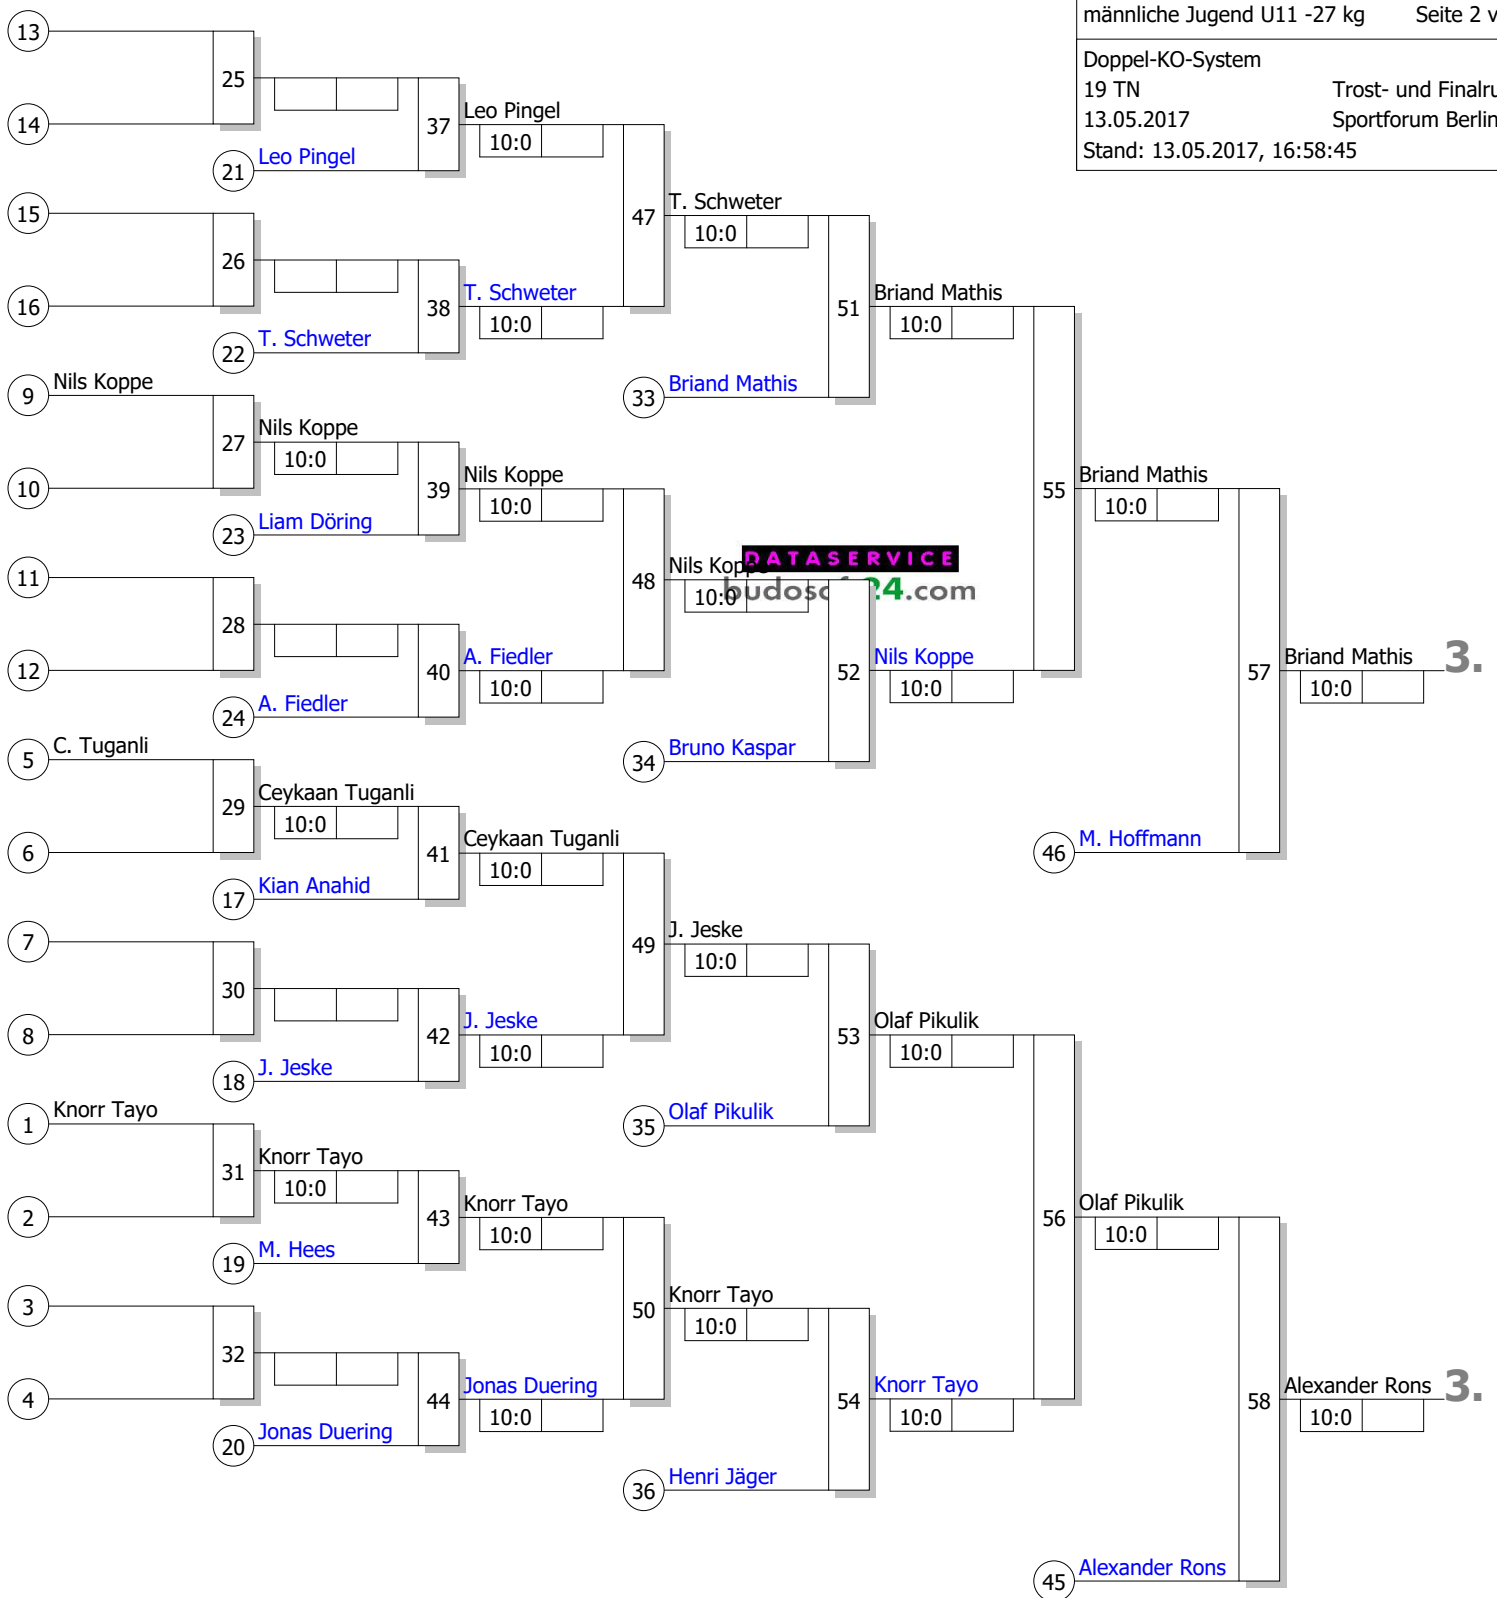 männliche Jugend U11 -27 kg Seite 2 v
Doppel-KO-System
19 TN Trost- und Finalru
13.05.2017 Sportforum Berlin
Stand: 13.05.2017, 16:58:45
13
25
14
37
Leo Pingel
10:0
21
Leo Pingel
15
26
16
38
T. Schweter
10:0
22
T. Schweter
47
T. Schweter
10:0
51
Briand Mathis
10:0
33
Briand Mathis
9
Nils Koppe
27
Nils Koppe
10:0
10
39
Nils Koppe
10:0
23
Liam Döring
11
28
12
40
A. Fiedler
10:0
24
A. Fiedler
48
Nils Koppe
10:0
DATASERVICE
budoso 24.com
52
Nils Koppe
10:0
34
Bruno Kaspar
55
Briand Mathis
10:0
57
Briand Mathis
10:0
3.
46
M. Hoffmann
5
C. Tuganli
29
Ceykaan Tuganli
10:0
6
41
Ceykaan Tuganli
10:0
17
Kian Anahid
7
30
8
42
J. Jeske
10:0
18
J. Jeske
49
J. Jeske
10:0
53
Olaf Pikulik
10:0
35
Olaf Pikulik
1
Knorr Tayo
31
Knorr Tayo
10:0
2
43
Knorr Tayo
10:0
19
M. Hees
3
32
4
44
Jonas Duering
10:0
20
Jonas Duering
50
Knorr Tayo
10:0
54
Knorr Tayo
10:0
36
Henri Jäger
56
Olaf Pikulik
10:0
58
Alexander Rons
10:0
3.
45
Alexander Rons